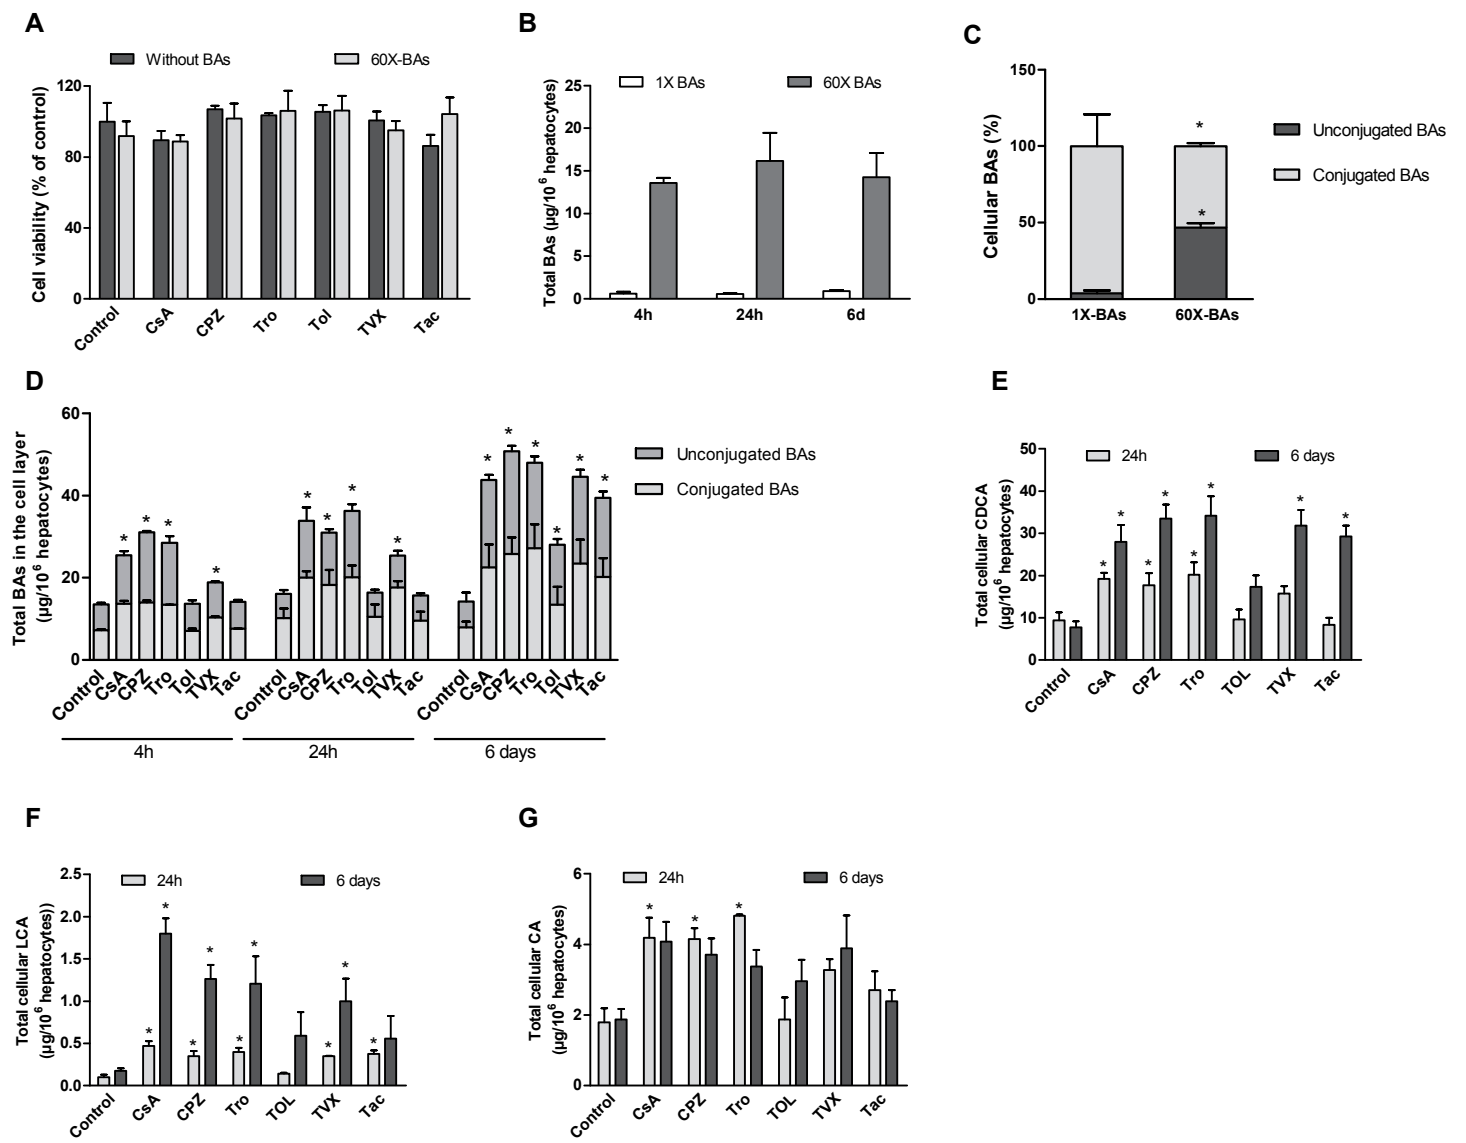 A
Without BAs
60X-BAs
Cell viability (% of control)
120
80
40
0
Control
CsA
CPZ
Tro
Tol
TVX
Tac
B
1X BAs
60X BAs
Total BAs (µg/10⁶ hepatocytes)
25
20
15
10
5
0
4h
24h
6d
C
Cellular BAs (%)
150
100
50
0
*
*
1X-BAs
60X-BAs
Unconjugated BAs
Conjugated BAs
D
Total BAs in the cell layer
(µg/10⁶ hepatocytes)
60
40
20
0
* * * *
* * * *
* * * * * *
Unconjugated BAs
Conjugated BAs
Control
CsA
CPZ
Tro
Tol
TVX
Tac
Control
CsA
CPZ
Tro
Tol
TVX
Tac
Control
CsA
CPZ
Tro
Tol
TVX
Tac
4h
24h
6 days
E
24h
6 days
Total cellular CDCA
(µg/10⁶ hepatocytes)
50
40
30
20
10
0
* * * * * * * *
Control
CsA
CPZ
Tro
TOL
TVX
Tac
F
24h
6 days
Total cellular LCA
(µg/10⁶ hepatocytes))
2.5
2.0
1.5
1.0
0.5
0.0
* * * * * * * * *
Control
CsA
CPZ
Tro
TOL
TVX
Tac
G
24h
6 days
Total cellular CA
(µg/10⁶ hepatocytes)
6
4
2
0
* * *
Control
CsA
CPZ
Tro
TOL
TVX
Tac